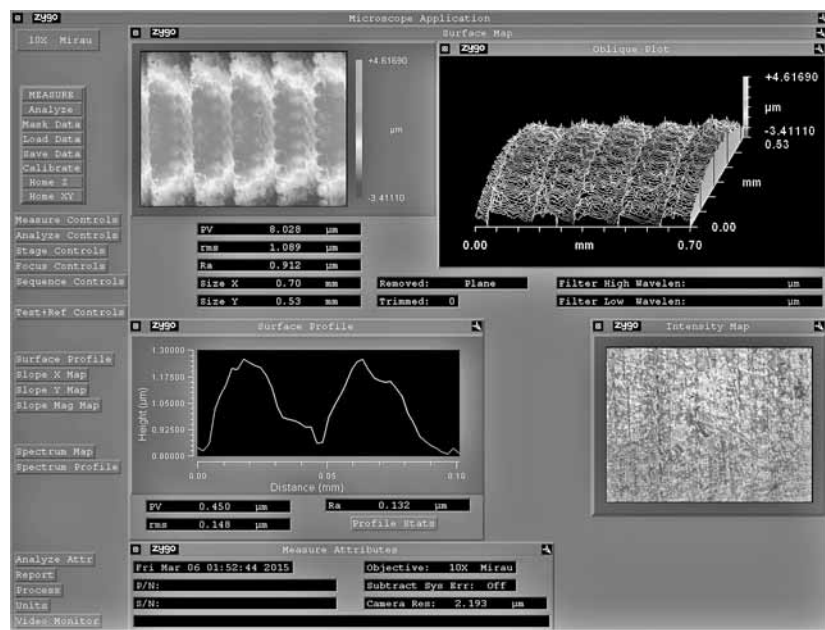 zygo Microscope Application
10X Mirau
MEASURE
Analyze
Mask Data
Load Data
Save Data
Calibrate
Home Z
Home XY
Measure Controls
Analyze Controls
Stage Controls
Focus Controls
Sequence Controls
Test+Ref Controls
Surface Profile
Slope X Map
Slope Y Map
Slope Mag Map
Spectrum Map
Spectrum Profile
Analyze Attr
Report
Process
Units
Video Monitor
zygo Surface Map
+4.61690
µm
-3.41110
zygo Oblique Plot
+4.61690
µm
-3.41110
0.53
mm
0.00
0.00 mm 0.70
PV 8.028 µm
rms 1.089 µm
Ra 0.912 µm
Size X 0.70 mm
Size Y 0.53 mm
Removed: Plane
Trimmed: 0
Filter High Wavelen: µm
Filter Low Wavelen: µm
zygo Surface Profile
Height (µm)
1.30000
1.17500
1.05000
0.92500
0.80000
0.00 0.05 0.10
Distance (mm)
PV 0.450 µm
rms 0.148 µm
Ra 0.132 µm
Profile Stats
zygo Intensity Map
zygo Measure Attributes
Fri Mar 06 01:52:44 2015
P/N:
S/N:
Objective: 10X Mirau
Subtract Sys Err: Off
Camera Res: 2.193 µm